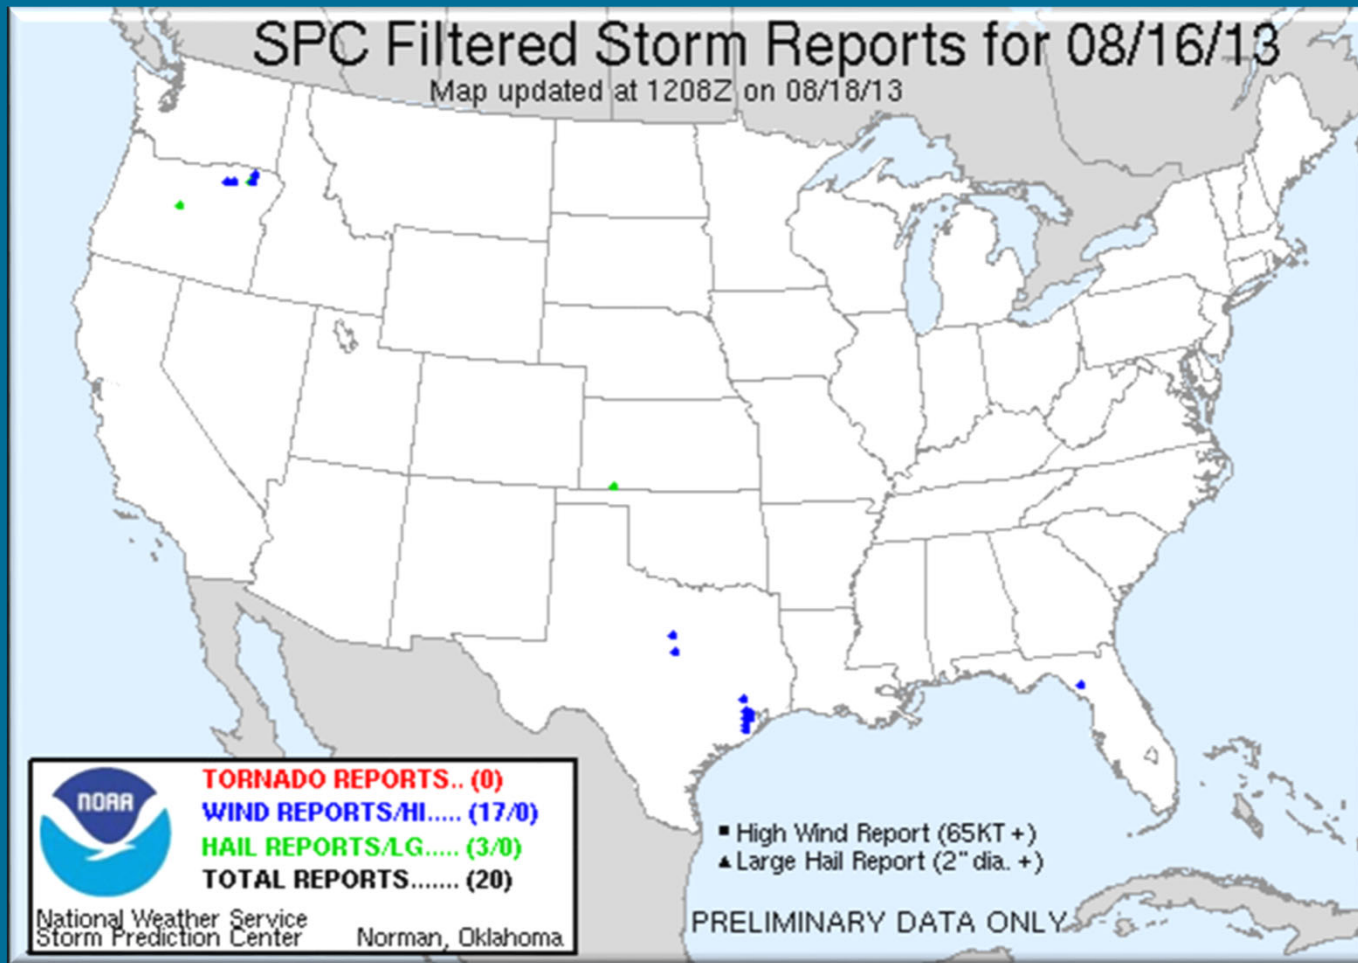 SPC Filtered Storm Reports for 08/16/13
Map updated at 1208Z on 08/18/13
NOAA
TORNADO REPORTS.. (0)
WIND REPORTS/HI..... (17/0)
HAIL REPORTS/LG..... (3/0)
TOTAL REPORTS....... (20)
National Weather Service
Storm Prediction Center Norman, Oklahoma
High Wind Report (65KT +)
Large Hail Report (2" dia. +)
PRELIMINARY DATA ONLY